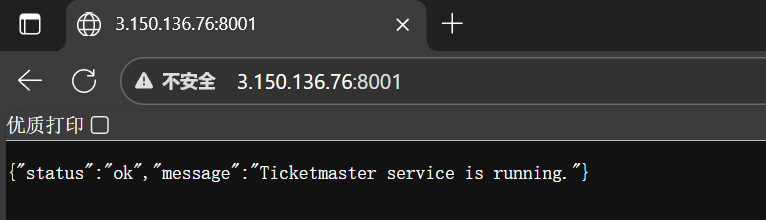 3.150.136.76:8001
不安全 3.150.136.76:8001
优质打印
{"status":"ok","message":"Ticketmaster service is running."}